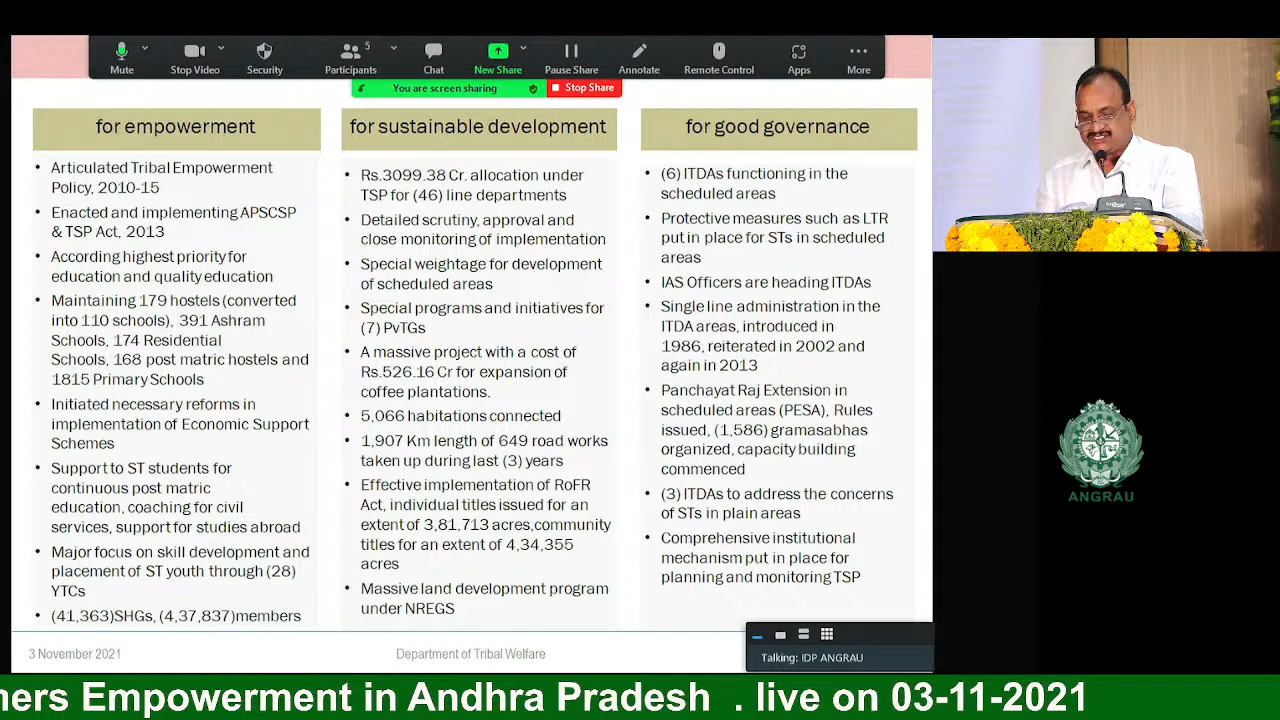 Mute
Stop Video
Security
Participants
5
Chat
New Share
Pause Share
Annotate
Remote Control
Apps
More
You are screen sharing
Stop Share
for empowerment
• Articulated Tribal Empowerment
Policy, 2010-15
• Enacted and implementing APSCSP
& TSP Act, 2013
• According highest priority for
education and quality education
• Maintaining 179 hostels (converted
into 110 schools), 391 Ashram
Schools, 174 Residential
Schools, 168 post matric hostels and
1815 Primary Schools
• Initiated necessary reforms in
implementation of Economic Support
Schemes
• Support to ST students for
continuous post matric
education, coaching for civil
services, support for studies abroad
• Major focus on skill development and
placement of ST youth through (28)
YTCs
• (41,363)SHGs, (4,37,837)members
for sustainable development
• Rs.3099.38 Cr. allocation under
TSP for (46) line departments
• Detailed scrutiny, approval and
close monitoring of implementation
• Special weightage for development
of scheduled areas
• Special programs and initiatives for
(7) PvTGs
• A massive project with a cost of
Rs.526.16 Cr for expansion of
coffee plantations.
• 5,066 habitations connected
• 1,907 Km length of 649 road works
taken up during last (3) years
• Effective implementation of RoFR
Act, individual titles issued for an
extent of 3,81,713 acres,community
titles for an extent of 4,34,355
acres
• Massive land development program
under NREGS
for good governance
• (6) ITDAs functioning in the
scheduled areas
• Protective measures such as LTR
put in place for STs in scheduled
areas
• IAS Officers are heading ITDAs
• Single line administration in the
ITDA areas, introduced in
1986, reiterated in 2002 and
again in 2013
• Panchayat Raj Extension in
scheduled areas (PESA), Rules
issued, (1,586) gramasabhas
organized, capacity building
commenced
• (3) ITDAs to address the concerns
of STs in plain areas
• Comprehensive institutional
mechanism put in place for
planning and monitoring TSP
3 November 2021
Department of Tribal Welfare
Talking: IDP ANGRAU
ANGRAU
ners Empowerment in Andhra Pradesh . live on 03-11-2021